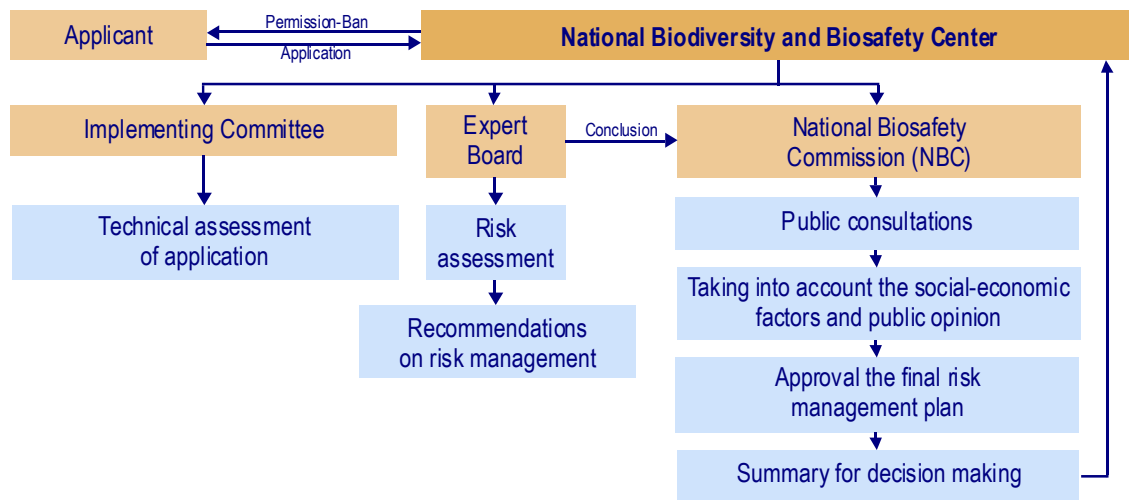 Applicant
Permission-Ban
Application
National Biodiversity and Biosafety Center
Implementing Committee
Expert
Board
Conclusion
National Biosafety
Commission (NBC)
Technical assessment
of application
Risk
assessment
Recommendations
on risk management
Public consultations
Taking into account the social-economic
factors and public opinion
Approval the final risk
management plan
Summary for decision making